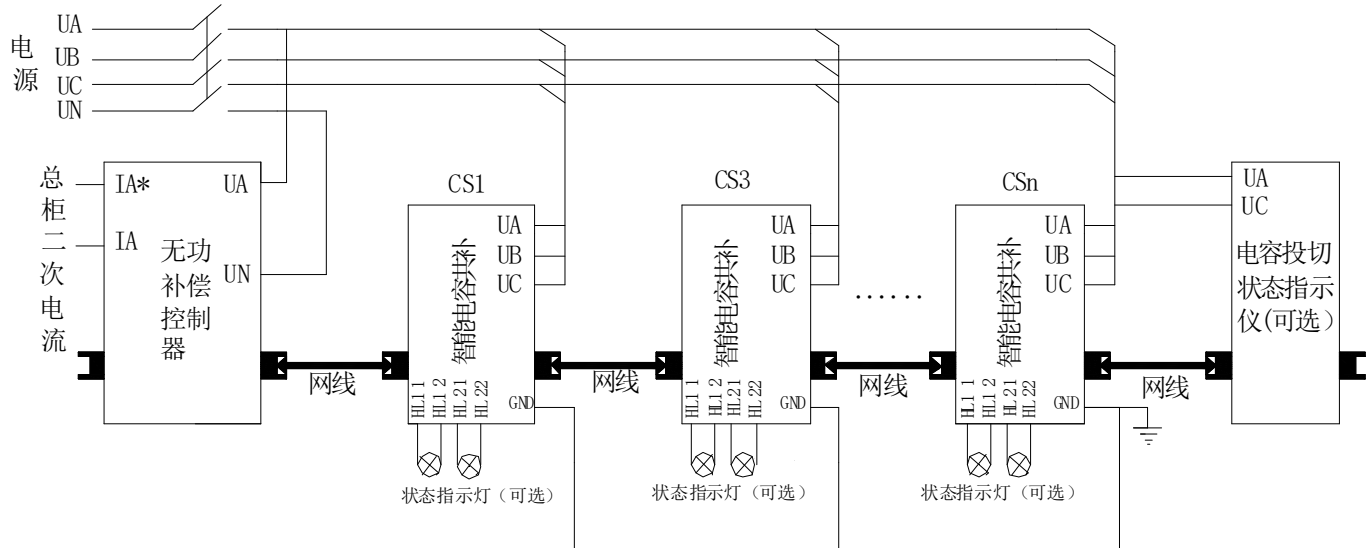 电源
UA
UB
UC
UN
总柜二次电流
IA*
IA
UA
UN
无功
补偿
控制
器
网线
CS1
UA
UB
UC
智能电容共补
HL11
HL12
HL21
HL22
GND
状态指示灯（可选）
网线
CS3
UA
UB
UC
智能电容共补
HL11
HL12
HL21
HL22
GND
状态指示灯（可选）
......
网线
CSn
UA
UB
UC
智能电容共补
HL11
HL12
HL21
HL22
GND
状态指示灯（可选）
网线
UA
UC
电容投切
状态指示
仪(可选）